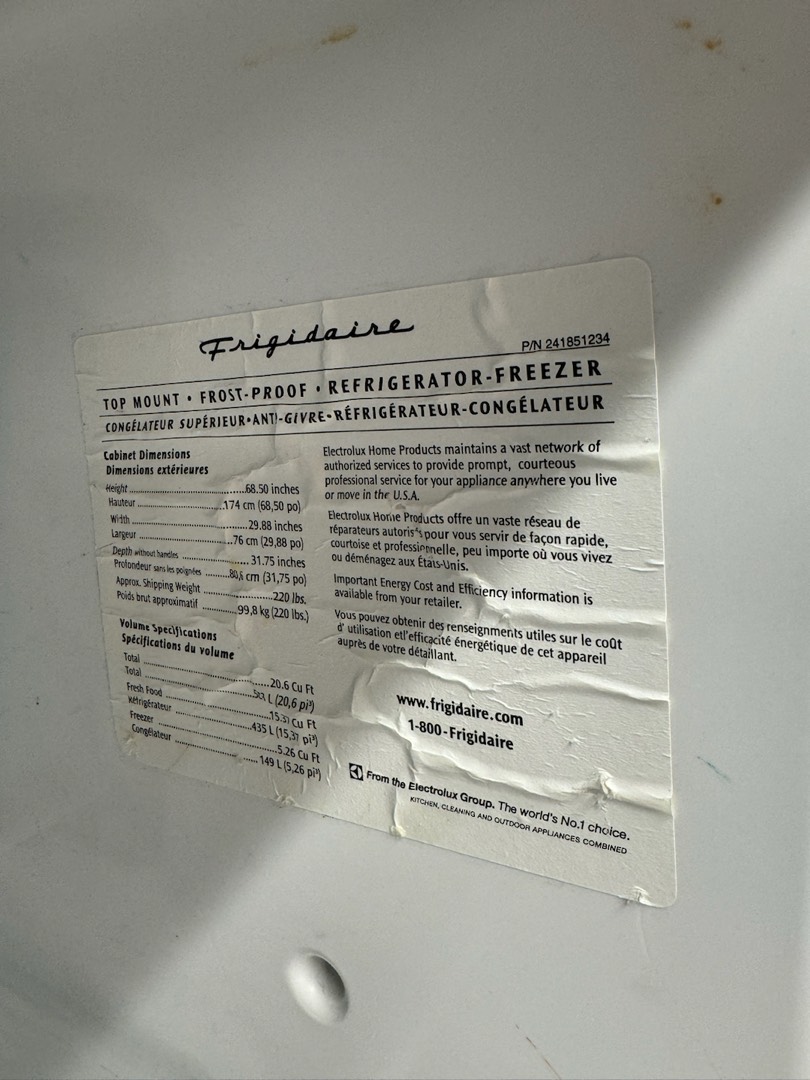 Frigidaire
P/N 241851234
TOP MOUNT • FROST-PROOF • REFRIGERATOR-FREEZER
CONGÉLATEUR SUPÉRIEUR•ANTI-GIVRE•RÉFRIGÉRATEUR-CONGÉLATEUR
Cabinet Dimensions
Dimensions extérieures
Height.....68.50 inches
Hauteur.....174 cm (68,50 po)
Width.....29.88 inches
Largeur.....76 cm (29,88 po)
Depth without handles.....31.75 inches
Profondeur sans les poignées.....80,6 cm (31,75 po)
Approx. Shipping Weight.....220 lbs.
Poids brut approximatif.....99,8 kg (220 lbs.)
Volume Specifications
Spécifications du volume
Total.....20.6 Cu Ft
Total.....L (20,6 pi³)
Fresh Food.....15.37 Cu Ft
Réfrigérateur.....435 L (15,37 pi³)
Freezer.....5.26 Cu Ft
Congélateur.....149 L (5,26 pi³)
Electrolux Home Products maintains a vast network of
authorized services to provide prompt, courteous
professional service for your appliance anywhere you live
or move in the U.S.A.
Electrolux Home Products offre un vaste réseau de
réparateurs autorisés pour vous servir de façon rapide,
courtoise et professionnelle, peu importe où vous vivez
ou déménagez aux États-Unis.
Important Energy Cost and Efficiency information is
available from your retailer.
Vous pouvez obtenir des renseignments utiles sur le coût
d' utilisation etl'efficacité énergétique de cet appareil
auprès de votre détaillant.
www.frigidaire.com
1-800-Frigidaire
From the Electrolux Group. The world's No.1 choice.
KITCHEN, CLEANING AND OUTDOOR APPLIANCES COMBINED